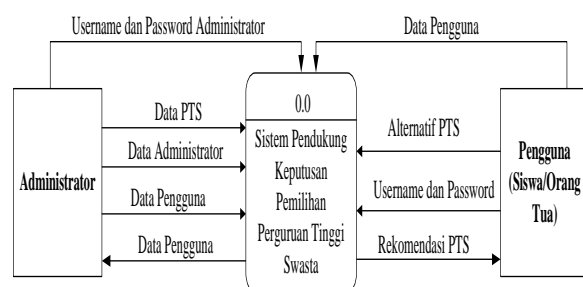 Username dan Password Administrator
Data Pengguna
0.0
Sistem Pendukung
Keputusan
Pemilihan
Perguruan Tinggi
Swasta
Administrator
Data PTS
Data Administrator
Data Pengguna
Data Pengguna
Alternatif PTS
Username dan Password
Rekomendasi PTS
Pengguna
(Siswa/Orang
Tua)